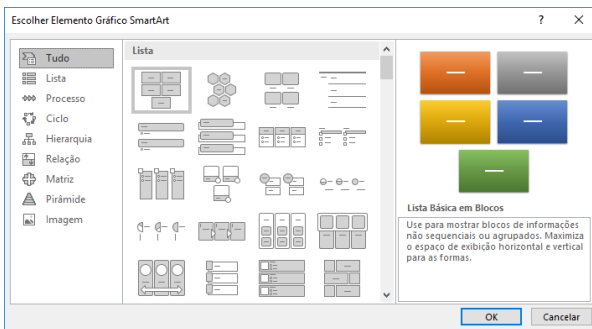 Escolher Elemento Gráfico SmartArt
?
Tudo
Lista
Processo
Ciclo
Hierarquia
Relação
Matriz
Pirâmide
Imagem
Lista
Lista Básica em Blocos
Use para mostrar blocos de informações
não sequenciais ou agrupados. Maximiza
o espaço de exibição horizontal e vertical
para as formas.
OK
Cancelar